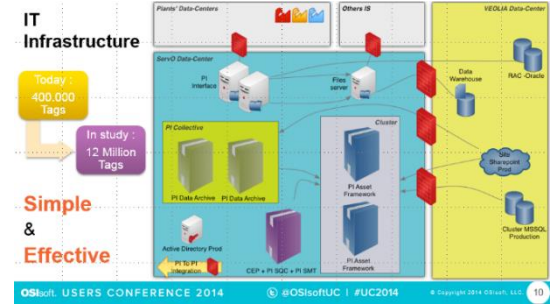 IT
Infrastructure
Today :
400.000
Tags
In study :
12 Million
Tags
Simple
&
Effective
Plants' Data-Centers
Others IS
VEOLIA Data-Center
ServO Data-Center
PI
Interface
Files
server
Data
Warehouse
RAC -Oracle
PI Collective
PI Data Archive
PI Data Archive
Cluster
PI Asset
Framework
PI Asset
Framework
Site
Sharepoint
Prod
Cluster MSSQL
Production
Active Directory Prod
PI To PI
Integration
CEP + PI SQC + PI SMT
OSIsoft. USERS CONFERENCE 2014
@OSIsoftUC | #UC2014
© Copyright 2014 OSIsoft, LLC.
10